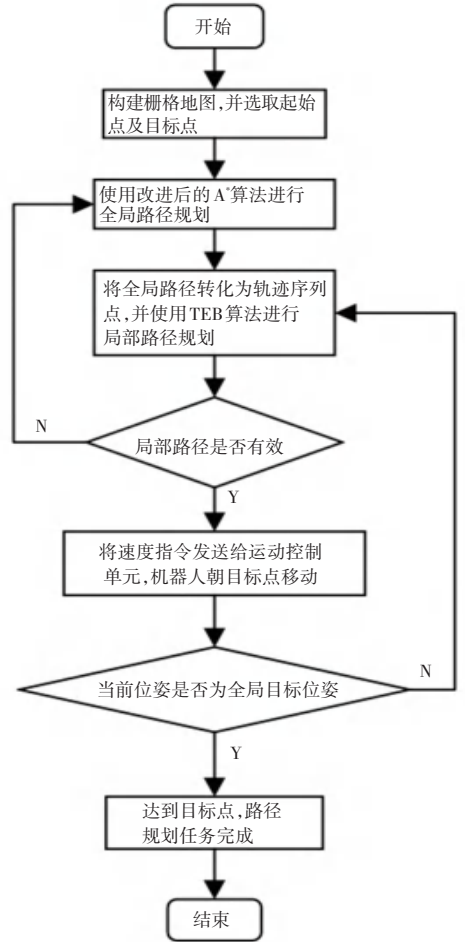 开始
构建栅格地图,并选取起始
点及目标点
使用改进后的A*算法进行
全局路径规划
将全局路径转化为轨迹序列
点,并使用TEB算法进行
局部路径规划
N
局部路径是否有效
Y
将速度指令发送给运动控制
单元,机器人朝目标点移动
N
当前位姿是否为全局目标位姿
Y
达到目标点,路径
规划任务完成
结束